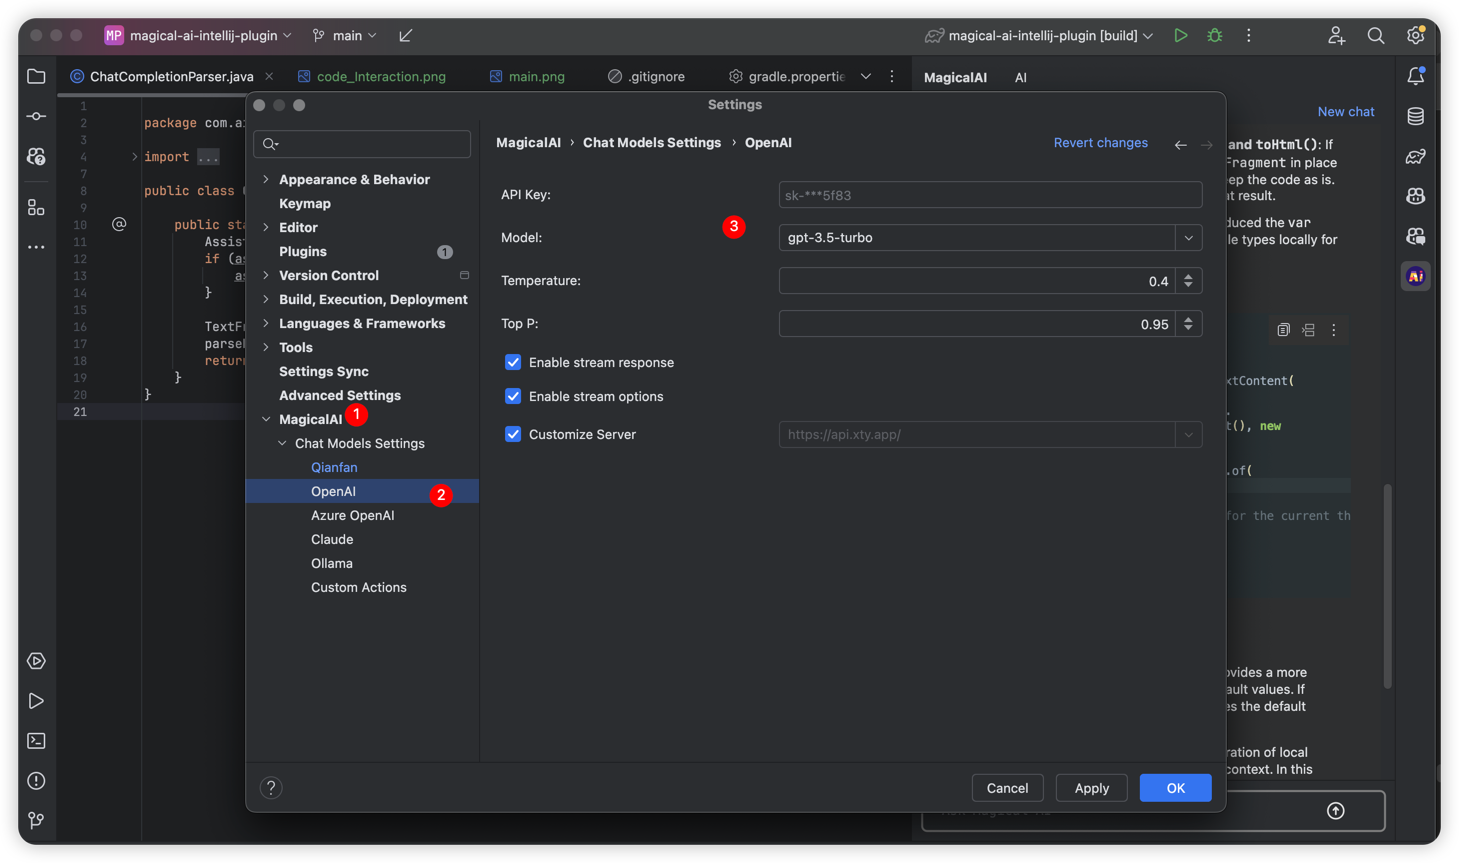 MP magical-ai-intellij-plugin main magical-ai-intellij-plugin [build]
ChatCompletionParser.java code_Interaction.png main.png .gitignore gradle.propertie MagicalAI AI
Settings
New chat
1
2 package com.a
3
4 import ...
7
8 public class
9
10 public sta
11 Assist
12 if (as
13 as
14 }
15
16 TextFr
17 parse
18 return
19 }
20 }
21
Appearance & Behavior
Keymap
Editor
Plugins 1
Version Control
Build, Execution, Deployment
Languages & Frameworks
Tools
Settings Sync
Advanced Settings
MagicalAI 1
Chat Models Settings
Qianfan
OpenAI 2
Azure OpenAI
Claude
Ollama
Custom Actions
MagicalAI › Chat Models Settings › OpenAI Revert changes
API Key: sk-***5f83
3
Model: gpt-3.5-turbo
Temperature: 0.4
Top P: 0.95
Enable stream response
Enable stream options
Customize Server https://api.xty.app/
? Cancel Apply OK
and toHtml(): If
Fragment in place
ep the code as is.
t result.
duced the var
le types locally for
Ai
xtContent(
t(), new
.of(
for the current th
ovides a more
ault values. If
es the default
ration of local
context. In this